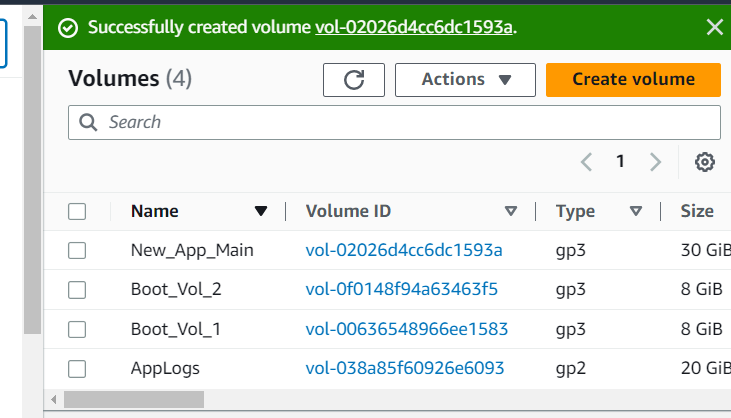 Successfully created volume vol-02026d4cc6dc1593a.
Volumes (4) Actions Create volume
Search
1
Name Volume ID Type Size
New_App_Main vol-02026d4cc6dc1593a gp3 30 GiB
Boot_Vol_2 vol-0f0148f94a63463f5 gp3 8 GiB
Boot_Vol_1 vol-00636548966ee1583 gp3 8 GiB
AppLogs vol-038a85f60926e6093 gp2 20 GiB